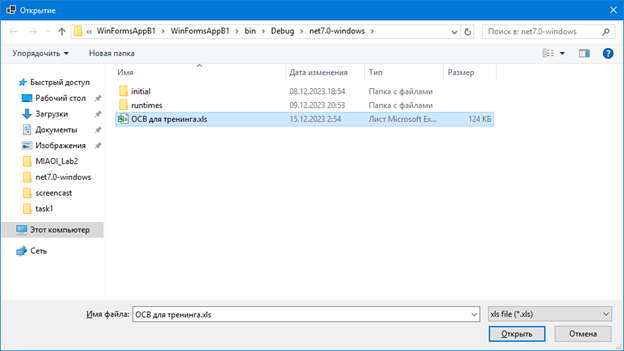 Открытие
« WinFormsAppB1 > WinFormsAppB1 > bin > Debug > net7.0-windows >
Поиск в: net7.0-windows
Упорядочить
Новая папка
Имя Дата изменения Тип Размер
Быстрый доступ
Рабочий стол
Загрузки
Документы
Изображения
MIAOI_Lab2
net7.0-windows
screencast
task1
Этот компьютер
Сеть
initial 08.12.2023 18:54 Папка с файлами
runtimes 09.12.2023 20:53 Папка с файлами
ОСВ для тренинга.xls 15.12.2023 2:54 Лист Microsoft Ex... 124 КБ
Имя файла: ОСВ для тренинга.xls
xls file (*.xls)
Открыть
Отмена